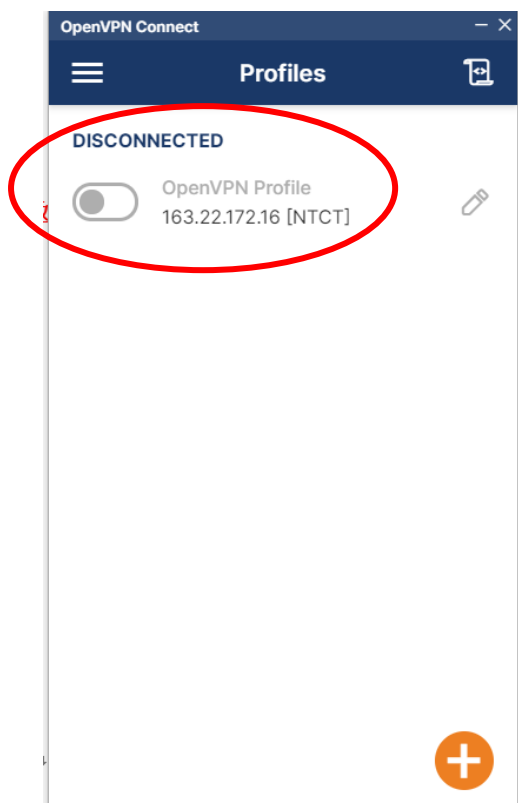 OpenVPN Connect
Profiles
DISCONNECTED
OpenVPN Profile
163.22.172.16 [NTCT]